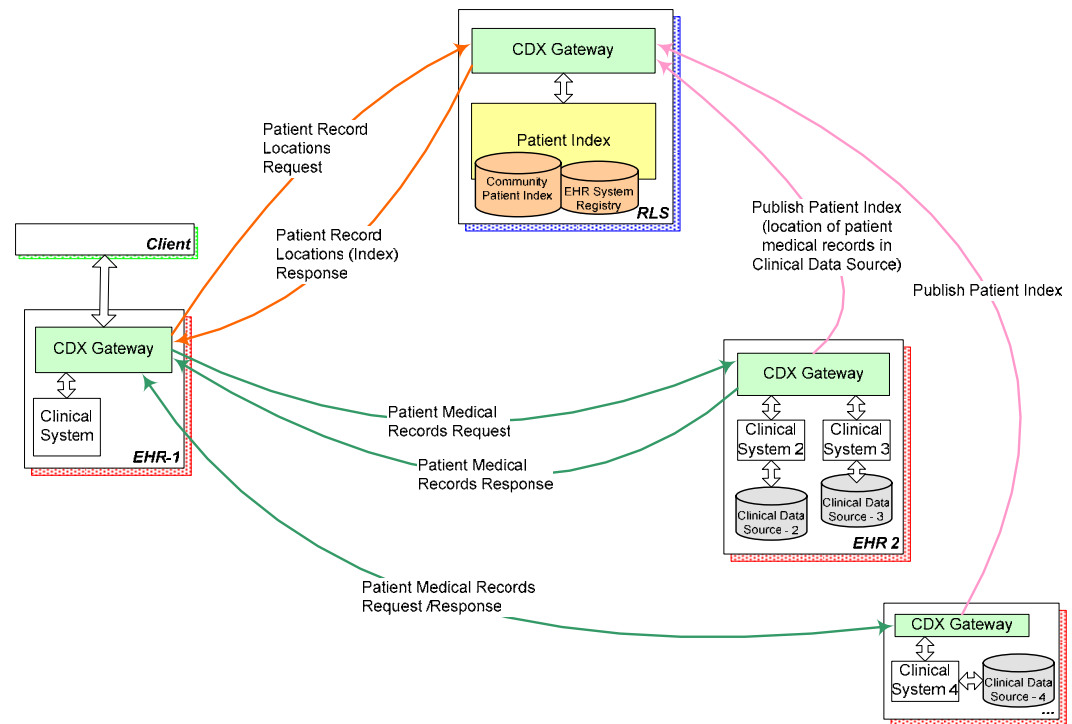 CDX Gateway
Patient Index
Community
Patient Index
EHR System
Registry
RLS
Patient Record
Locations
Request
Patient Record
Locations (Index)
Response
Publish Patient Index
(location of patient
medical records in
Clinical Data Source)
Publish Patient Index
Client
CDX Gateway
Clinical
System
EHR-1
Patient Medical
Records Request
Patient Medical
Records Response
CDX Gateway
Clinical
System 2
Clinical
System 3
Clinical Data
Source - 2
Clinical Data
Source - 3
EHR 2
Patient Medical Records
Request /Response
CDX Gateway
Clinical
System 4
Clinical Data
Source - 4
...